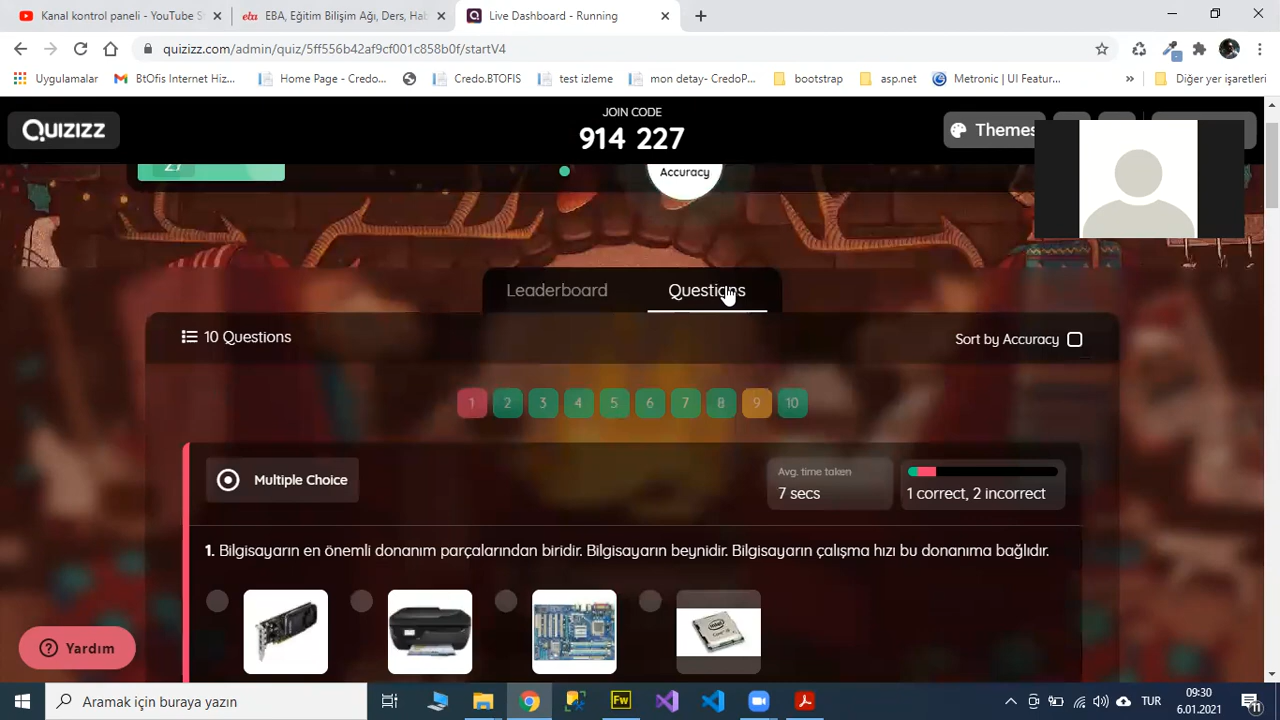 Kanal kontrol paneli - YouTube S
eba EBA, Eğitim Bilişim Ağı, Ders, Hab
Live Dashboard - Running
quizizz.com/admin/quiz/5ff556b42af9cf001c858b0f/startV4
Uygulamalar
BtOfis Internet Hiz...
Home Page - Credo...
Credo.BTOFIS
test izleme
mon detay- CredoP...
bootstrap
asp.net
Metronic | UI Featur...
»
Diğer yer işaretleri
Quizizz
JOIN CODE
914 227
Themes
27
Accuracy
Leaderboard
Questions
10 Questions
Sort by Accuracy
1 2 3 4 5 6 7 8 9 10
Multiple Choice
Avg. time taken
7 secs
1 correct, 2 incorrect
1. Bilgisayarın en önemli donanım parçalarından biridir. Bilgisayarın beynidir. Bilgisayarın çalışma hızı bu donanıma bağlıdır.
Yardım
Aramak için buraya yazın
Fw
TUR
09:30
6.01.2021